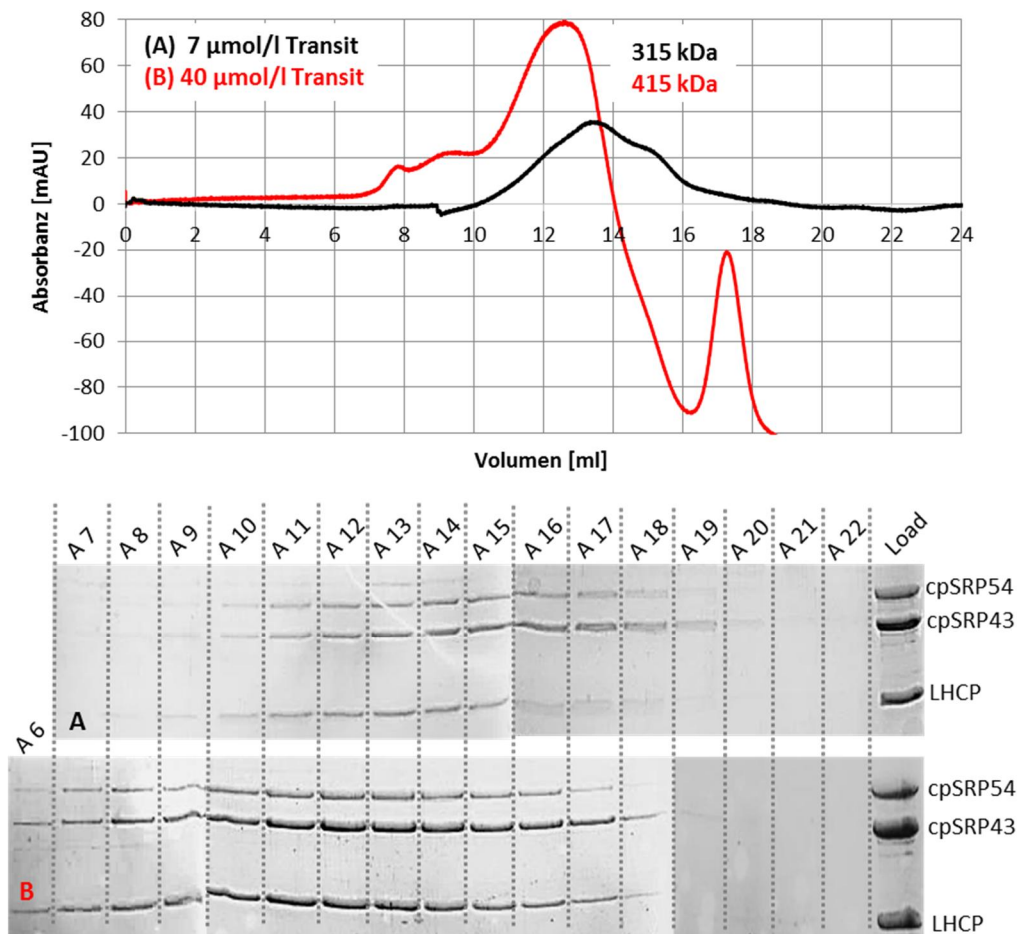 80
(A) 7 µmol/l Transit
315 kDa
(B) 40 µmol/l Transit
415 kDa
60
40
20
0
-20
-40
-60
-80
-100
Absorbanz [mAU]
0 2 4 6 8 10 12 14 16 18 20 22 24
Volumen [ml]
A 7 A 8 A 9 A 10 A 11 A 12 A 13 A 14 A 15 A 16 A 17 A 18 A 19 A 20 A 21 A 22 Load
cpSRP54
cpSRP43
LHCP
A
A 6
cpSRP54
cpSRP43
B
LHCP